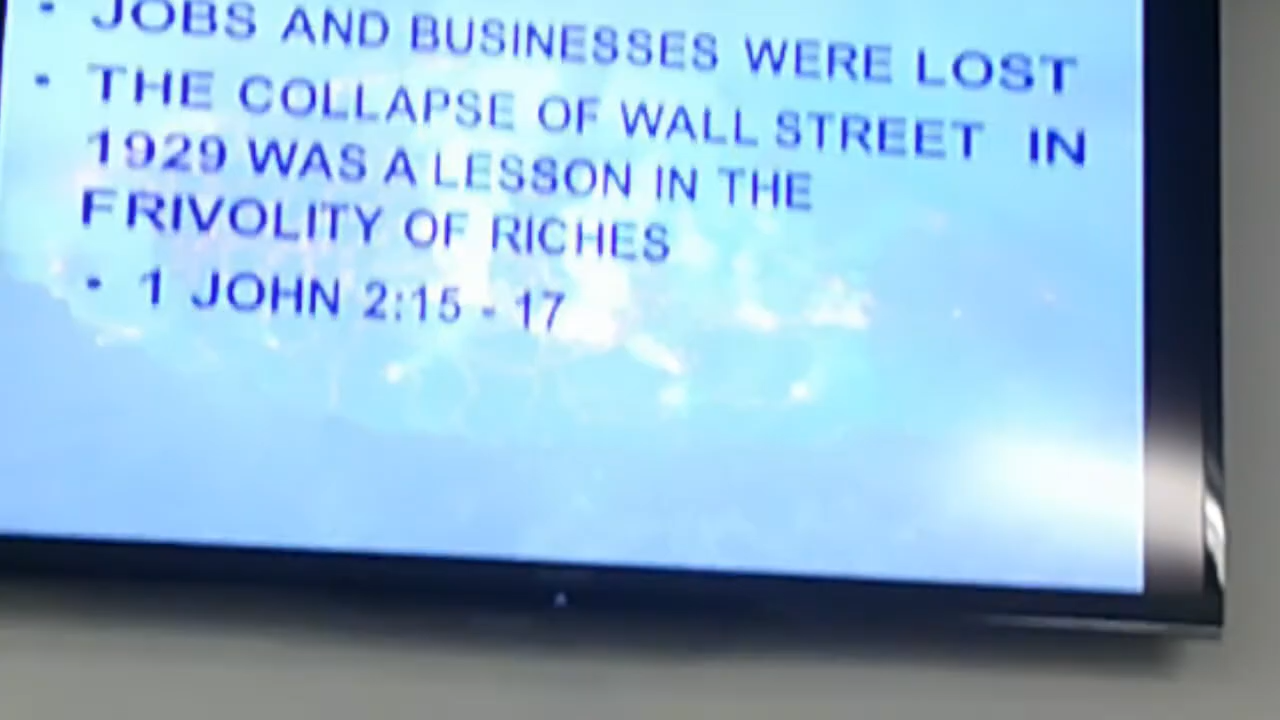 • JOBS AND BUSINESSES WERE LOST
• THE COLLAPSE OF WALL STREET IN
1929 WAS A LESSON IN THE
FRIVOLITY OF RICHES
• 1 JOHN 2:15 - 17